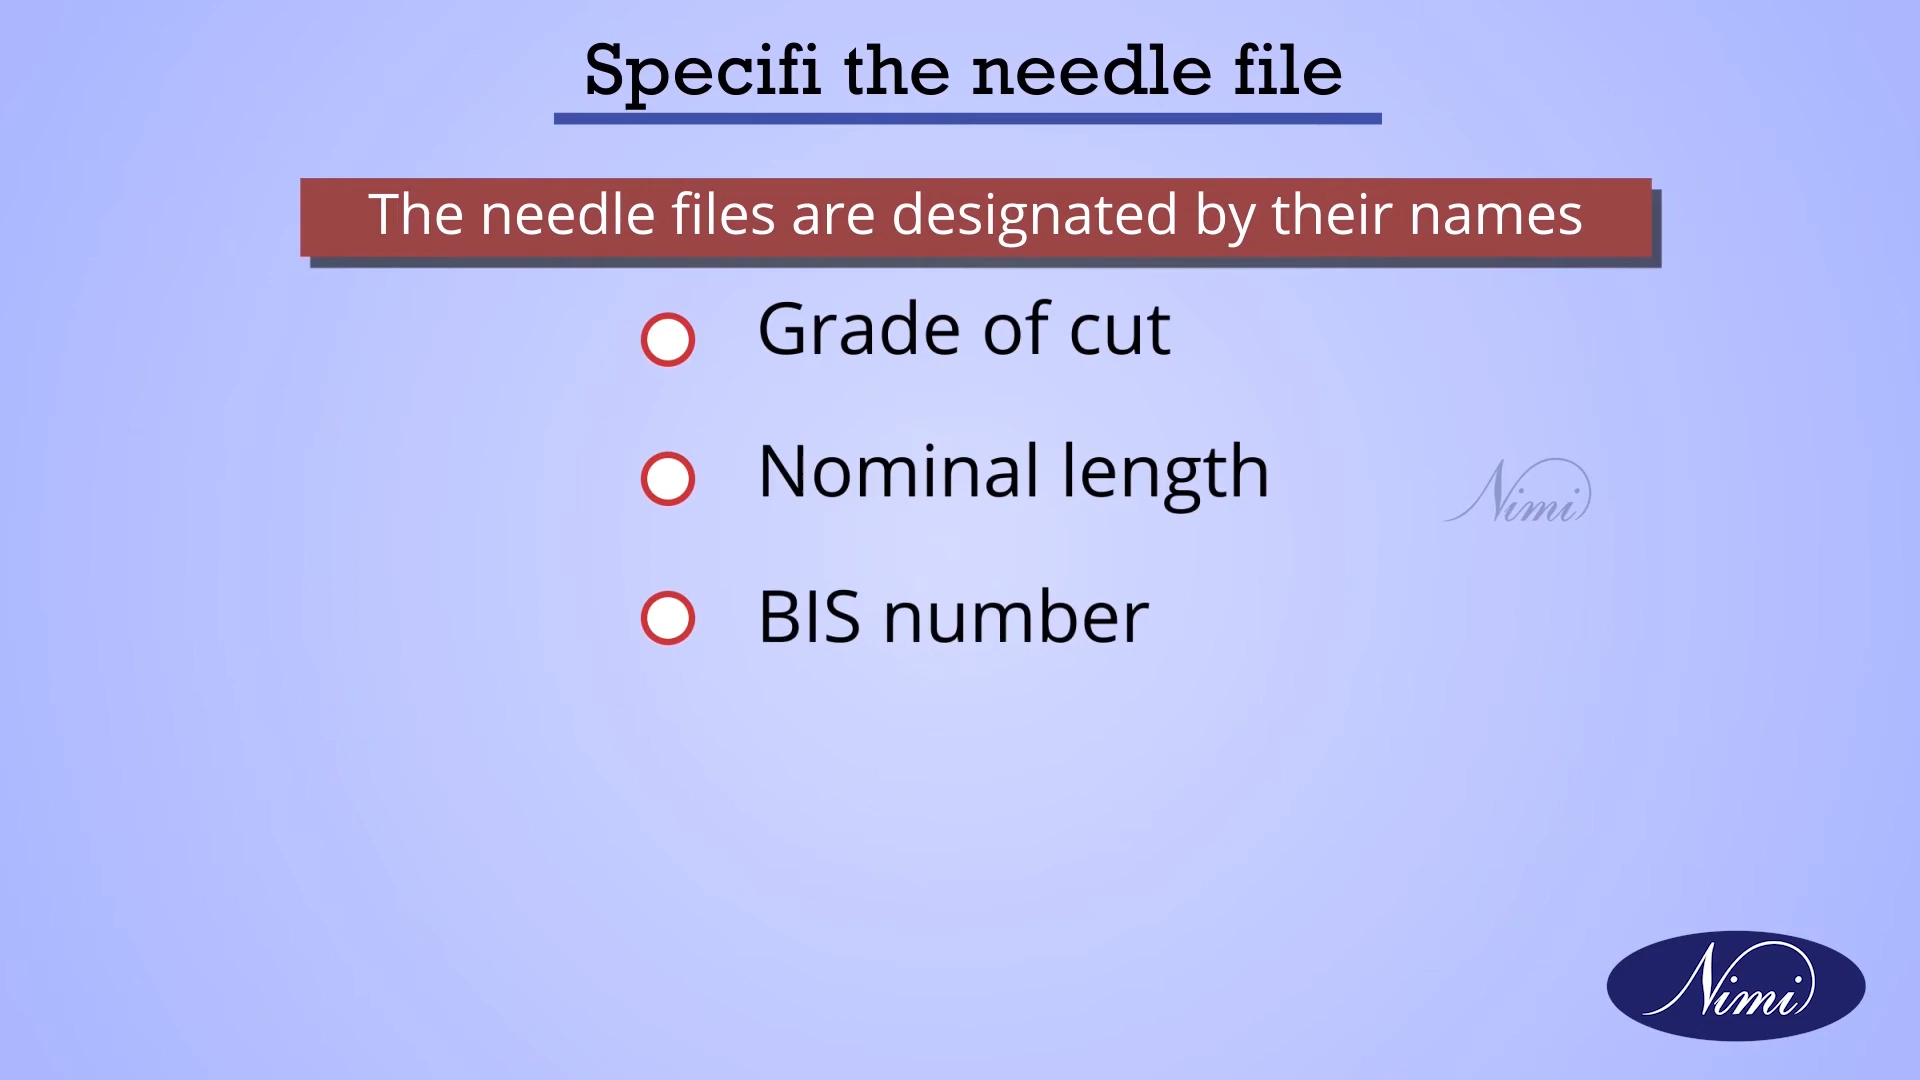 Specifi the needle file
The needle files are designated by their names
Grade of cut
Nominal length
Nimi
BIS number
Nimi